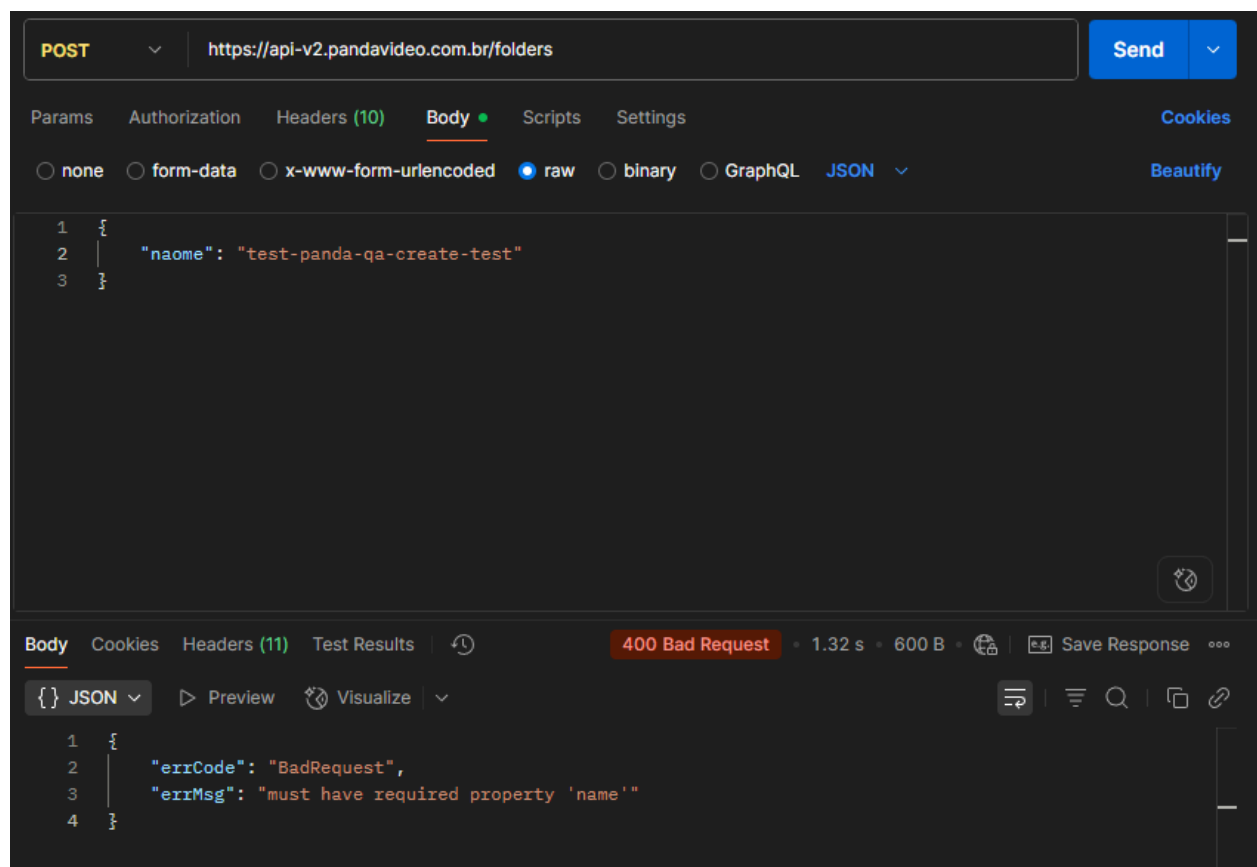 POST https://api-v2.pandavideo.com.br/folders Send
Params Authorization Headers (10) Body Scripts Settings Cookies
none form-data x-www-form-urlencoded raw binary GraphQL JSON Beautify
1 {
2 "naome": "test-panda-qa-create-test"
3 }
Body Cookies Headers (11) Test Results 400 Bad Request • 1.32 s • 600 B • e.g. Save Response
{} JSON Preview Visualize
1 {
2 "errCode": "BadRequest",
3 "errMsg": "must have required property 'name'"
4 }